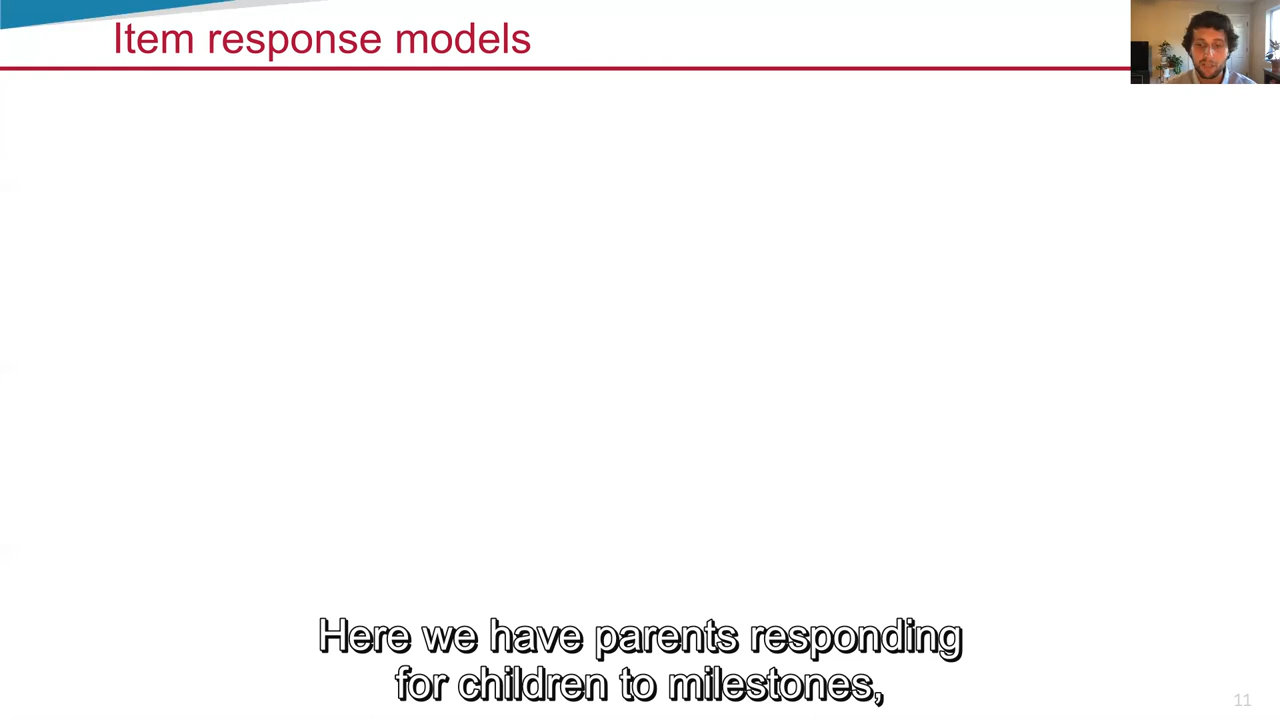 Item response models
Here we have parents responding
for children to milestones,
11